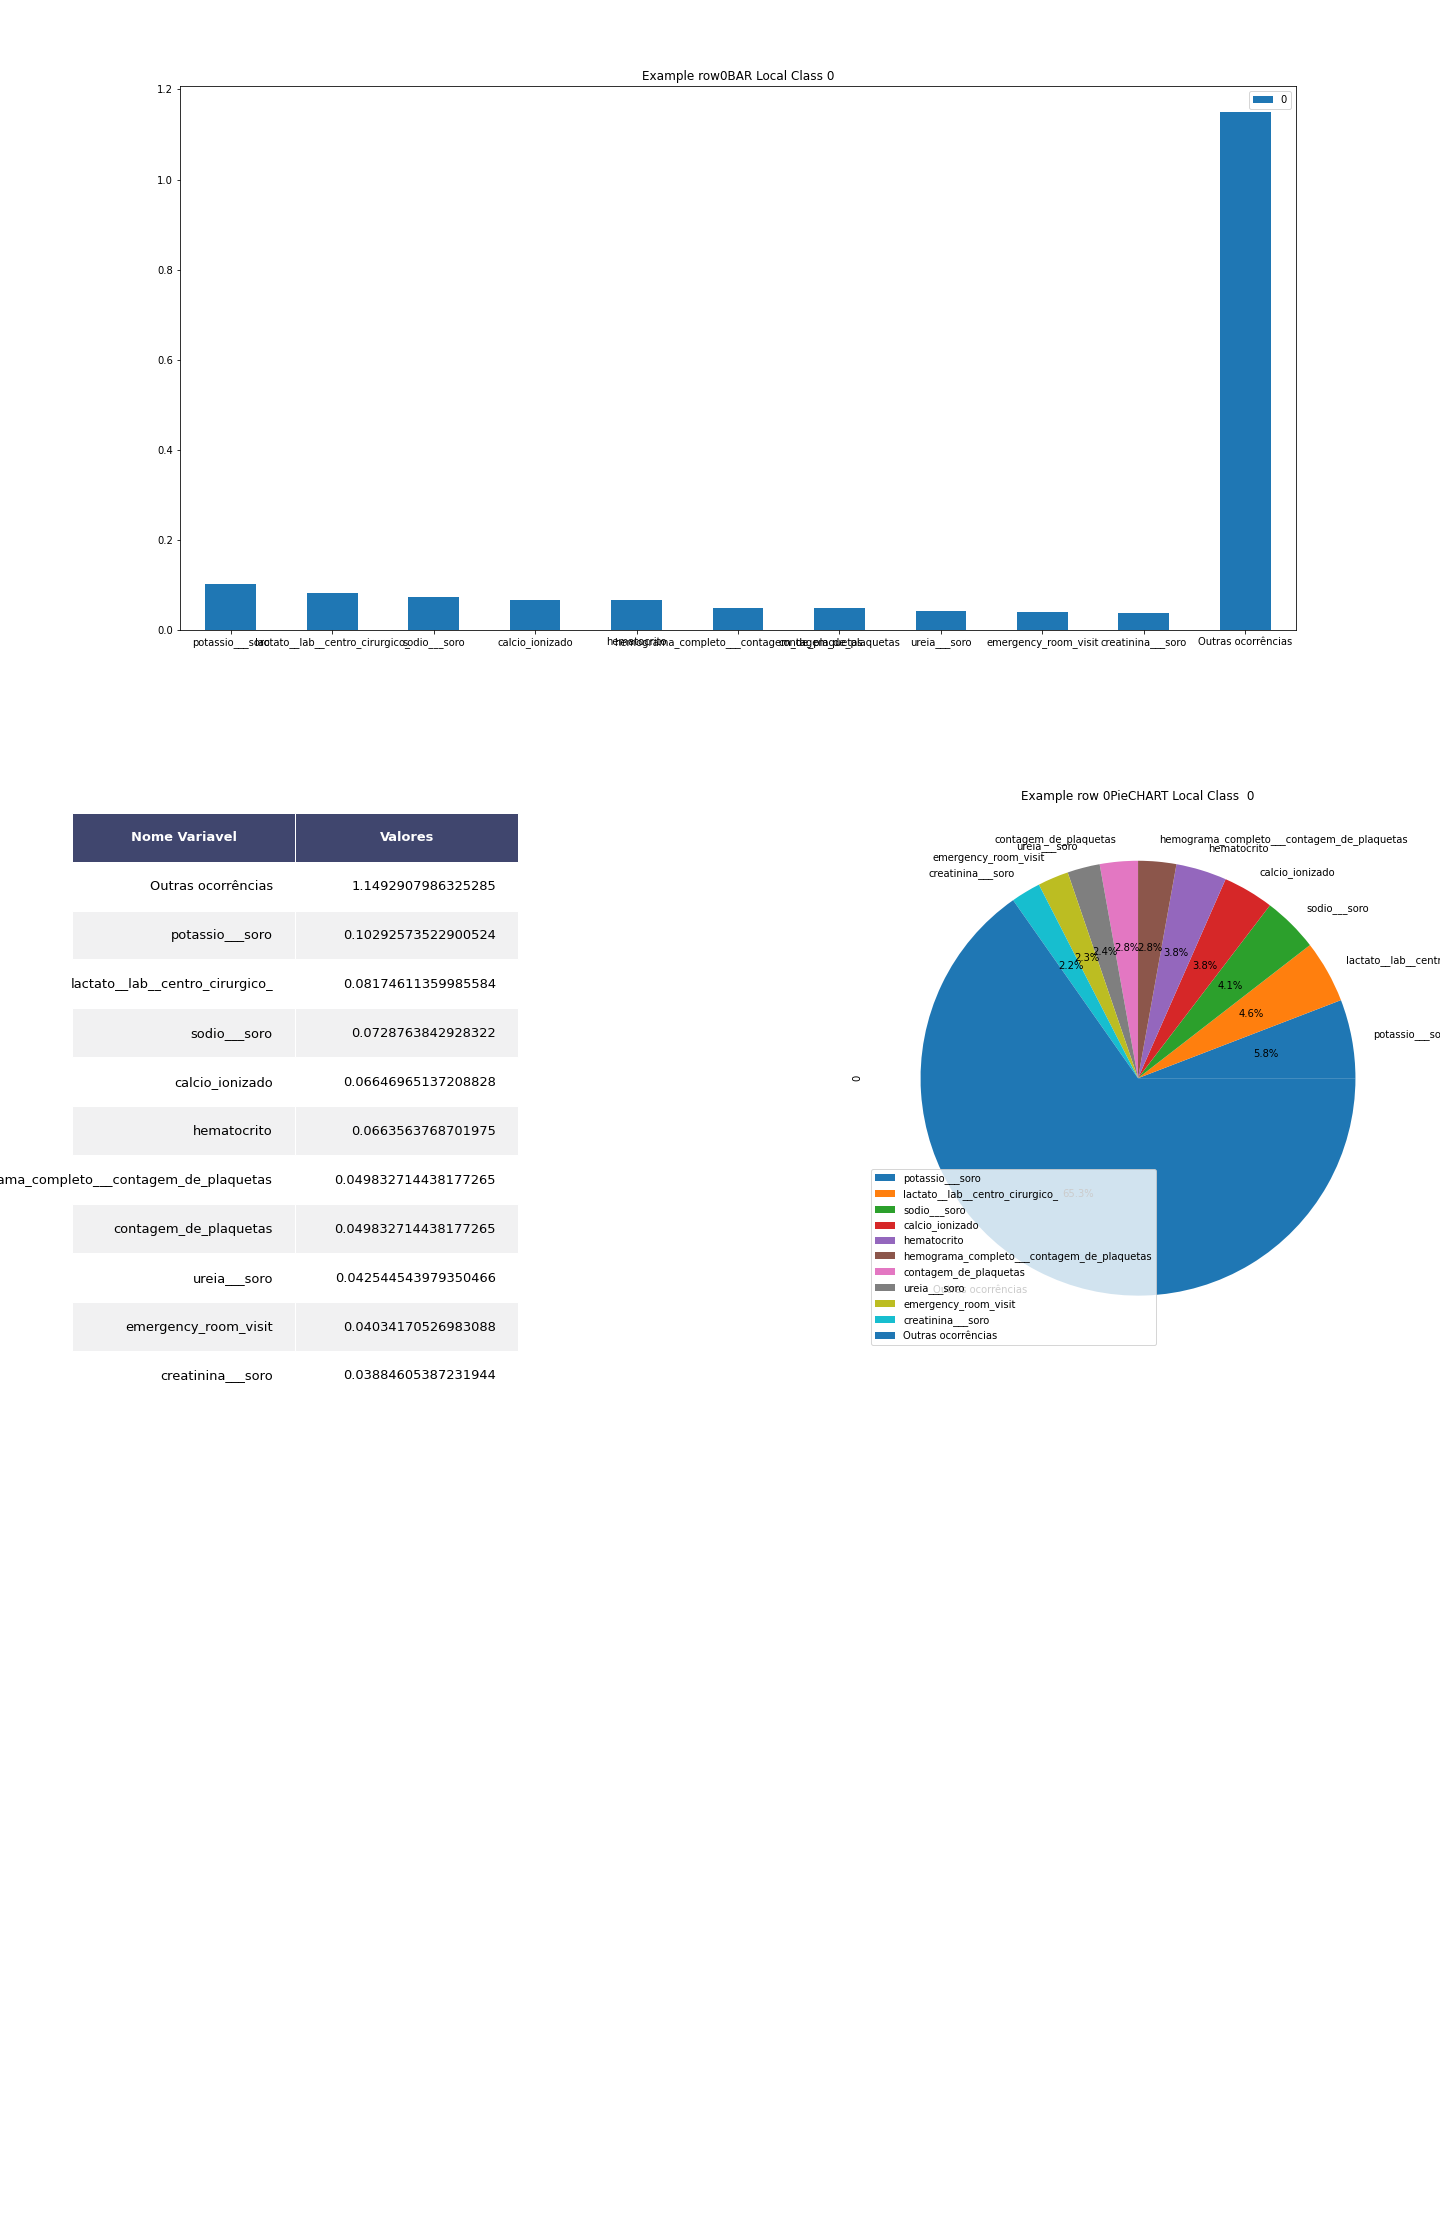 Example row0BAR Local Class 0
1.2
1.0
0.8
0.6
0.4
0.2
0.0
0
potassio___soro
lactato__lab__centro_cirurgico_
sodio___soro
calcio_ionizado
hematocrito
hemograma_completo___contagem_de_plaquetas
contagem_de_plaquetas
ureia___soro
emergency_room_visit
creatinina___soro
Outras ocorrências
Nome Variavel Valores
Outras ocorrências 1.1492907986325285
potassio___soro 0.10292573522900524
lactato__lab__centro_cirurgico_ 0.08174611359985584
sodio___soro 0.0728763842928322
calcio_ionizado 0.06646965137208828
hematocrito 0.0663563768701975
ama_completo___contagem_de_plaquetas 0.049832714438177265
contagem_de_plaquetas 0.049832714438177265
ureia___soro 0.042544543979350466
emergency_room_visit 0.04034170526983088
creatinina___soro 0.03884605387231944
Example row 0PieCHART Local Class  0
contagem_de_plaquetas
hemograma_completo___contagem_de_plaquetas
ureia___soro
hematocrito
emergency_room_visit
creatinina___soro
calcio_ionizado
sodio___soro
lactato__lab__centr
potassio___so
2.2%
2.3%
2.4%
2.8%
2.8%
3.8%
3.8%
4.1%
4.6%
5.8%
65.3%
0
Outras ocorrências
potassio___soro
lactato__lab__centro_cirurgico_
sodio___soro
calcio_ionizado
hematocrito
hemograma_completo___contagem_de_plaquetas
contagem_de_plaquetas
ureia___soro
emergency_room_visit
creatinina___soro
Outras ocorrências